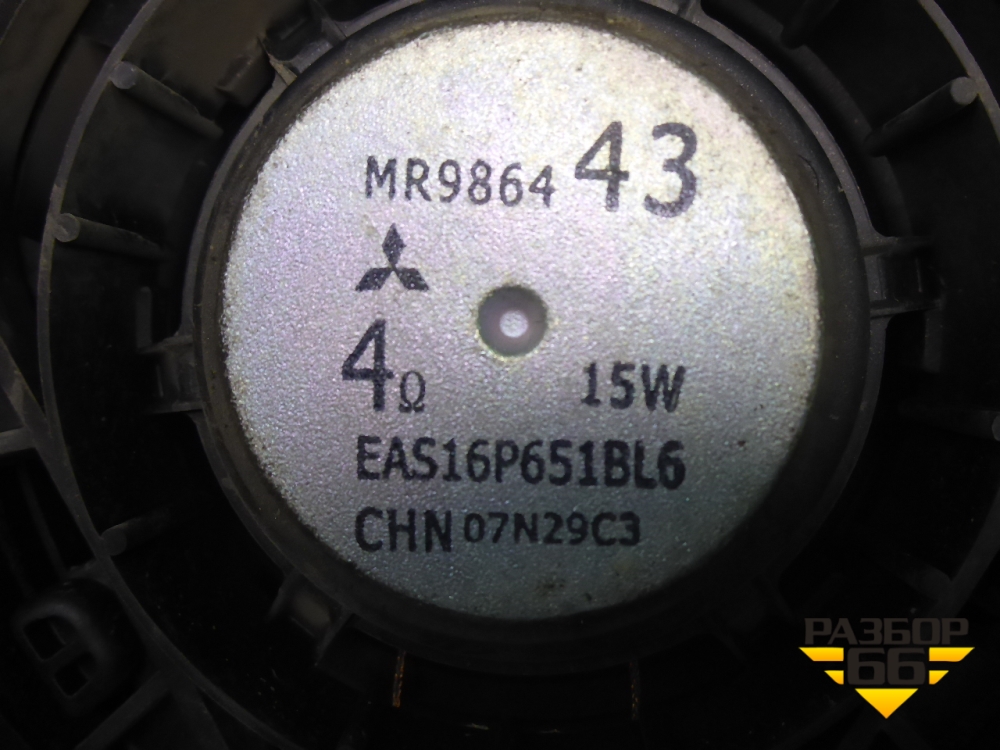 MR9864 43
4Ω 15W
EAS16P651BL6
CHN 07N29C3
РАЗБОР
66